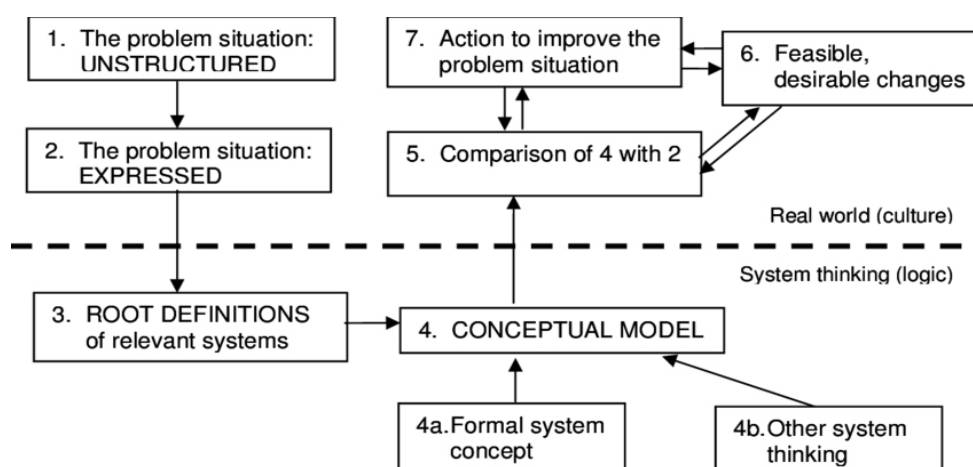 1. The problem situation:
UNSTRUCTURED
2. The problem situation:
EXPRESSED
3. ROOT DEFINITIONS
of relevant systems
7. Action to improve the
problem situation
6. Feasible,
desirable changes
5. Comparison of 4 with 2
Real world (culture)
System thinking (logic)
4. CONCEPTUAL MODEL
4a.Formal system
concept
4b.Other system
thinking